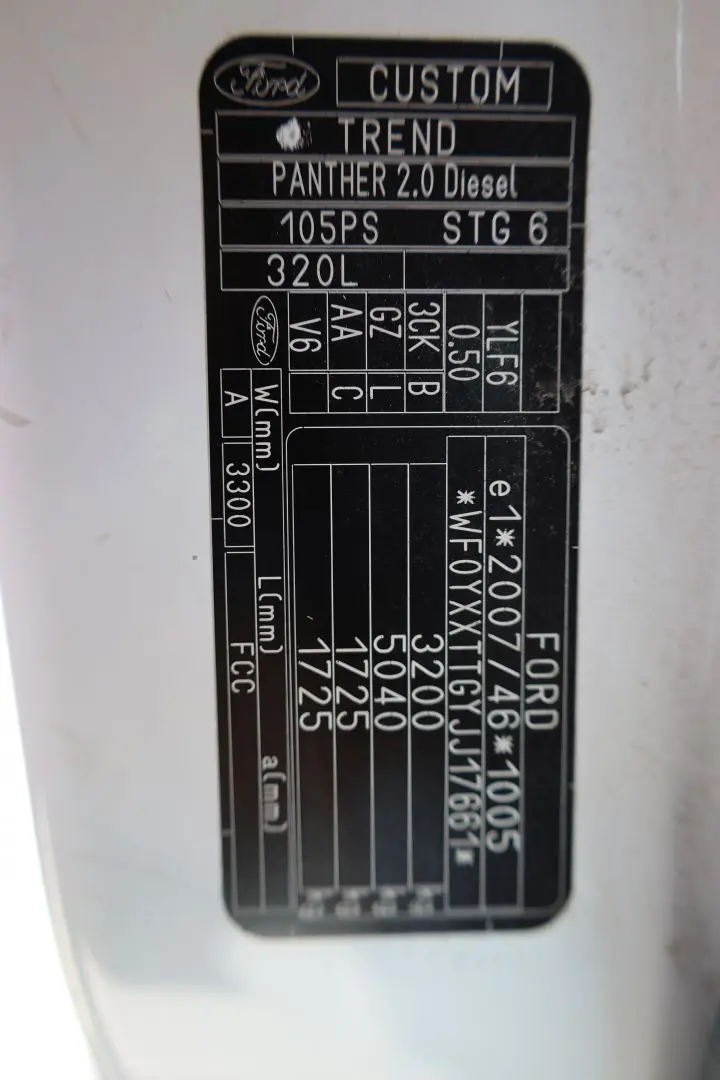 Ford CUSTOM
TREND
PANTHER 2.0 Diesel
105PS STG 6
320L
YLF6
0.50
3CK B
GZ L
AA C
V6
FORD
e1*2007/46*1005
*WF0YXXTTGYJJ17661*
3200
5040
1725
1725
Ford W(mm) L(mm) a(mm)
A 3300 FCC